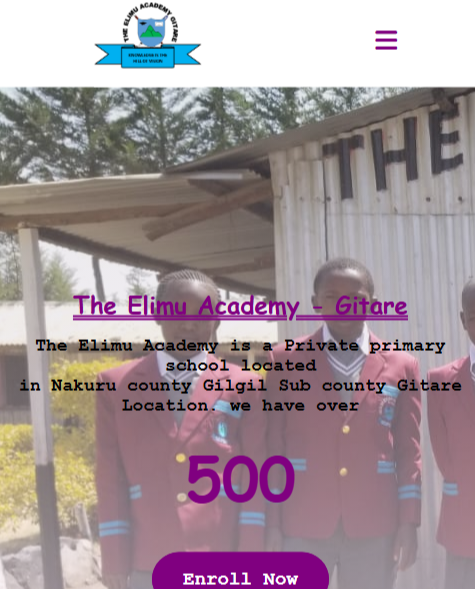 THE ELIMU ACADEMY GITARE
The Elimu Academy - Gitare
The Elimu Academy is a Private primary
school located
in Nakuru county Gilgil Sub county Gitare
Location. we have over
500
Enroll Now
THE